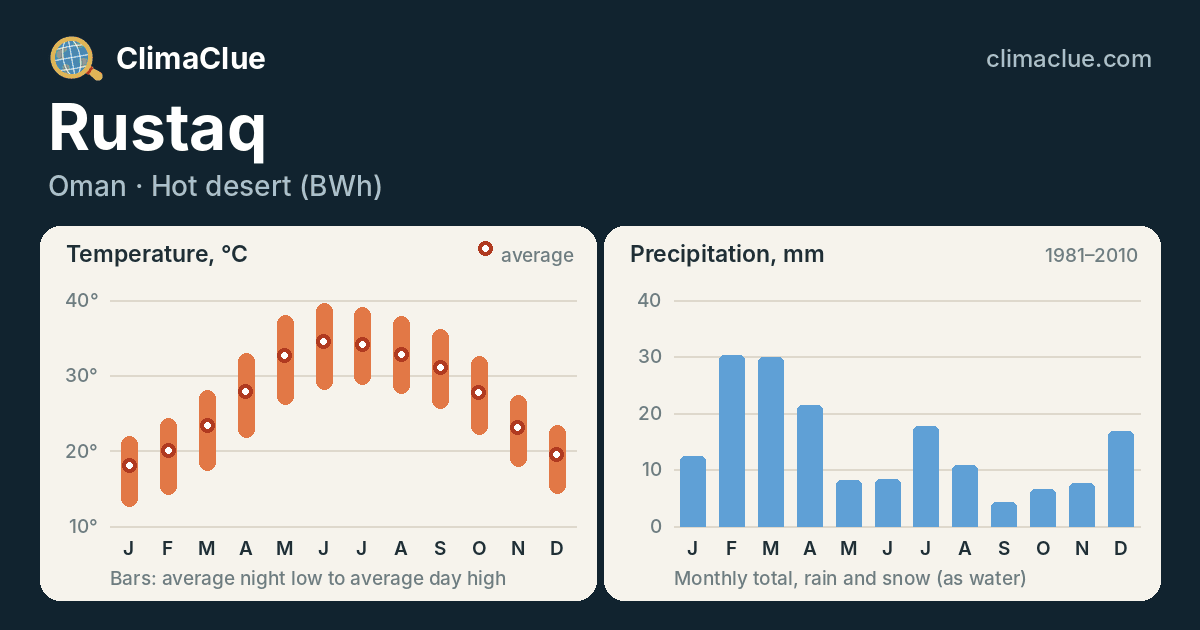 ClimaClue
climaclue.com
Rustaq
Oman · Hot desert (BWh)
Temperature, °C
average
40°
30°
20°
10°
J F M A M J J A S O N D
Bars: average night low to average day high
Precipitation, mm
1981–2010
40
30
20
10
0
J F M A M J J A S O N D
Monthly total, rain and snow (as water)